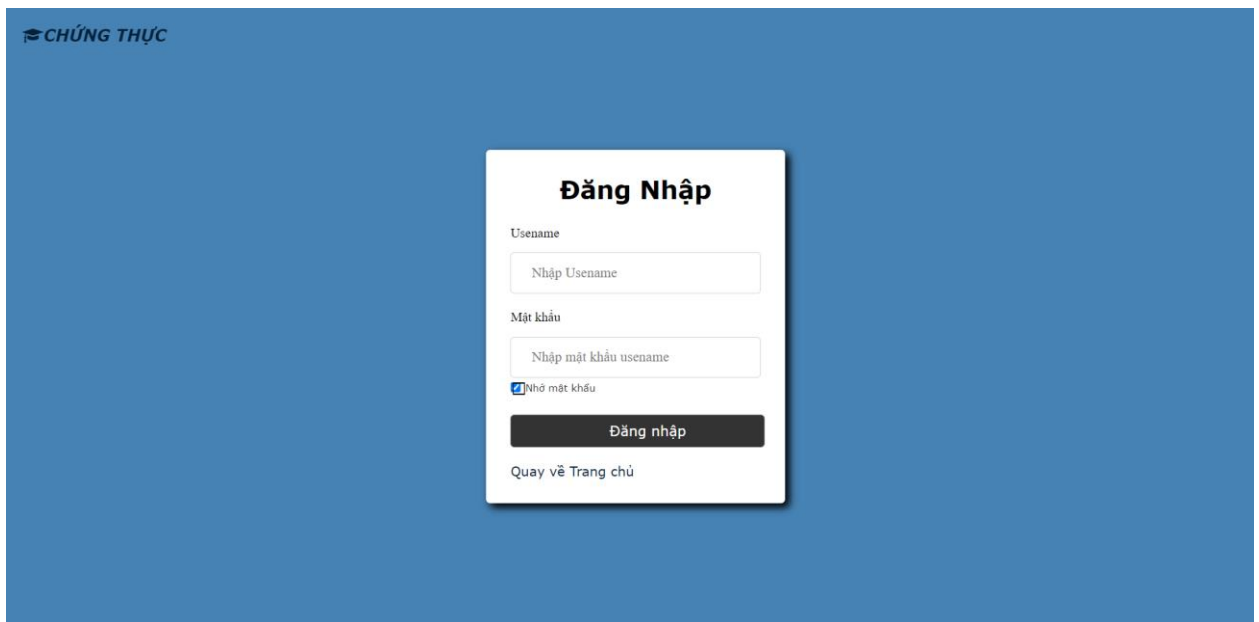 CHỨNG THỰC
Đăng Nhập
Usename
Nhập Usename
Mật khẩu
Nhập mật khẩu usename
Nhớ mật khẩu
Đăng nhập
Quay về Trang chủ